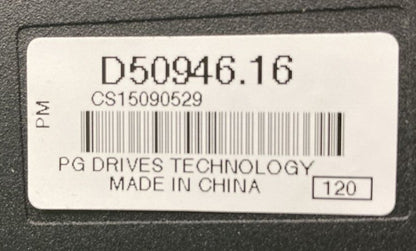 D50946.16
CS15090529
PM
PG DRIVES TECHNOLOGY
MADE IN CHINA
120